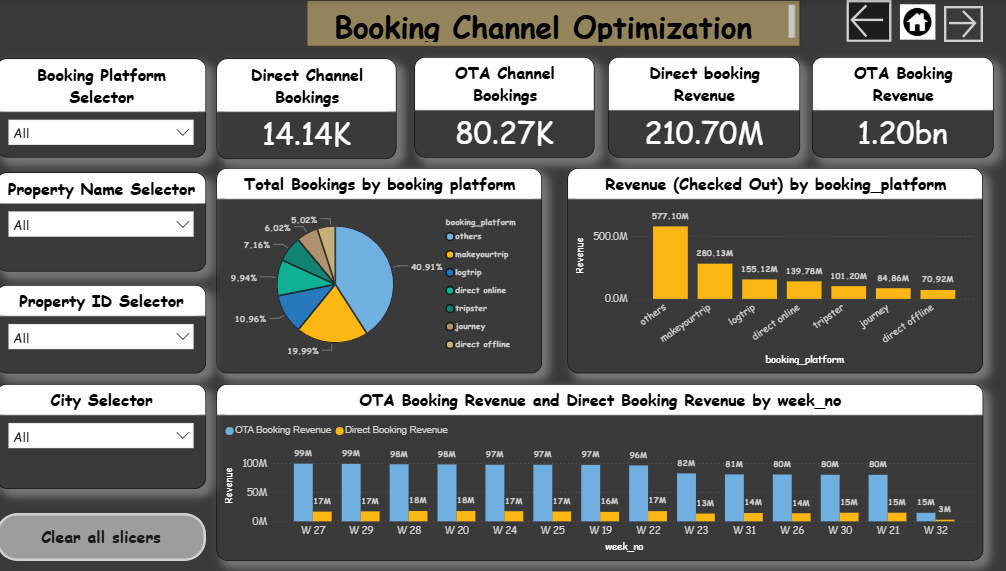 Booking Channel Optimization
Booking Platform
Selector
All
Direct Channel
Bookings
14.14K
OTA Channel
Bookings
80.27K
Direct booking
Revenue
210.70M
OTA Booking
Revenue
1.20bn
Property Name Selector
All
Property ID Selector
All
City Selector
All
Clear all slicers
Total Bookings by booking platform
5.02%
6.02%
7.16%
9.94%
10.96%
19.99%
40.91%
booking_platform
others
makeyourtrip
logtrip
direct online
tripster
journey
direct offline
Revenue (Checked Out) by booking_platform
Revenue
500.0M
0.0M
577.10M
280.13M
155.12M
139.78M
101.20M
84.86M
70.92M
others
makeyourtrip
logtrip
direct online
tripster
journey
direct offline
booking_platform
OTA Booking Revenue and Direct Booking Revenue by week_no
OTA Booking Revenue Direct Booking Revenue
Revenue
100M
50M
0M
99M 99M 98M 98M 97M 97M 97M 96M 82M 81M 80M 80M 80M 15M
17M 17M 18M 18M 17M 17M 16M 17M 13M 14M 14M 15M 15M 3M
W 27 W 29 W 28 W 20 W 24 W 25 W 19 W 22 W 23 W 31 W 26 W 30 W 21 W 32
week_no